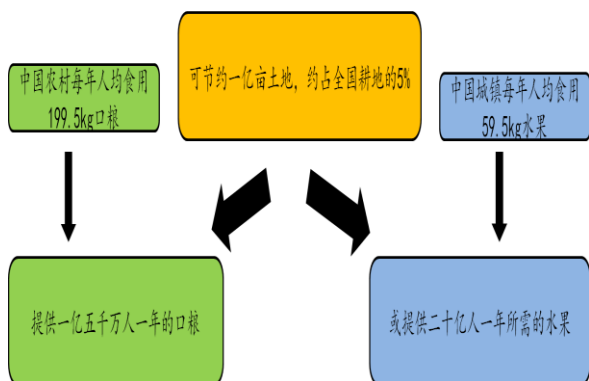 中国农村每年人均食用
199.5kg口粮
可节约一亿亩土地，约占全国耕地的5%
中国城镇每年人均食用
59.5kg水果
提供一亿五千万人一年的口粮
或提供二十亿人一年所需的水果